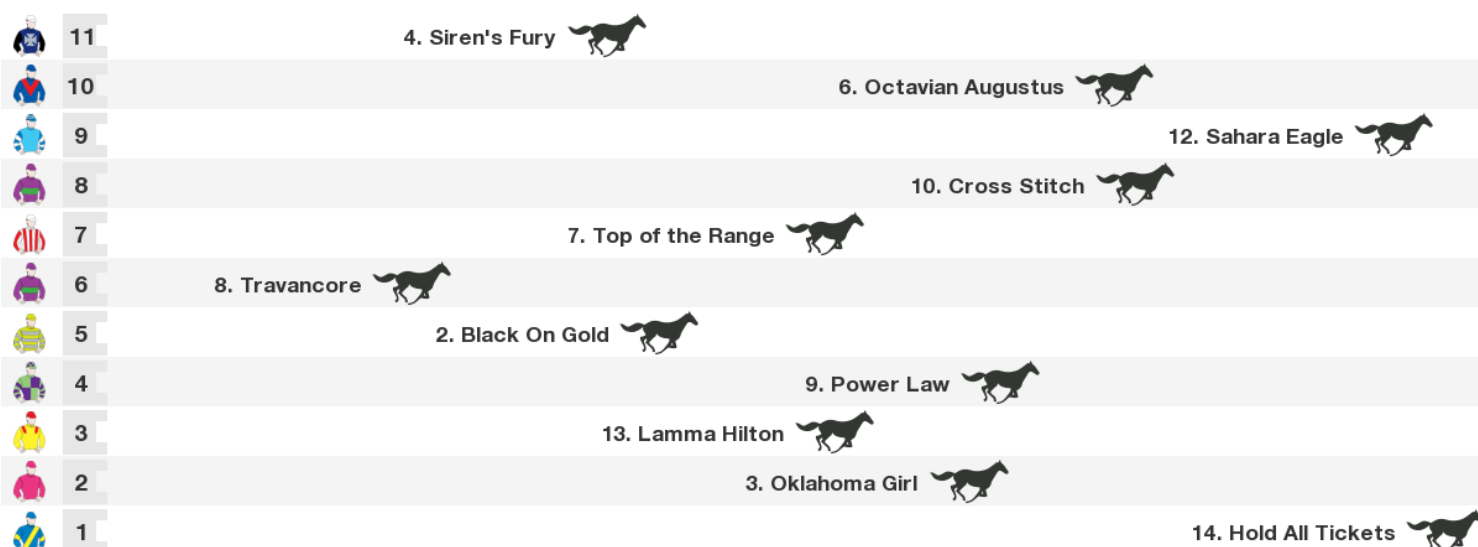 11 4. Siren's Fury
10 6. Octavian Augustus
9 12. Sahara Eagle
8 10. Cross Stitch
7 7. Top of the Range
6 8. Travancore
5 2. Black On Gold
4 9. Power Law
3 13. Lamma Hilton
2 3. Oklahoma Girl
1 14. Hold All Tickets